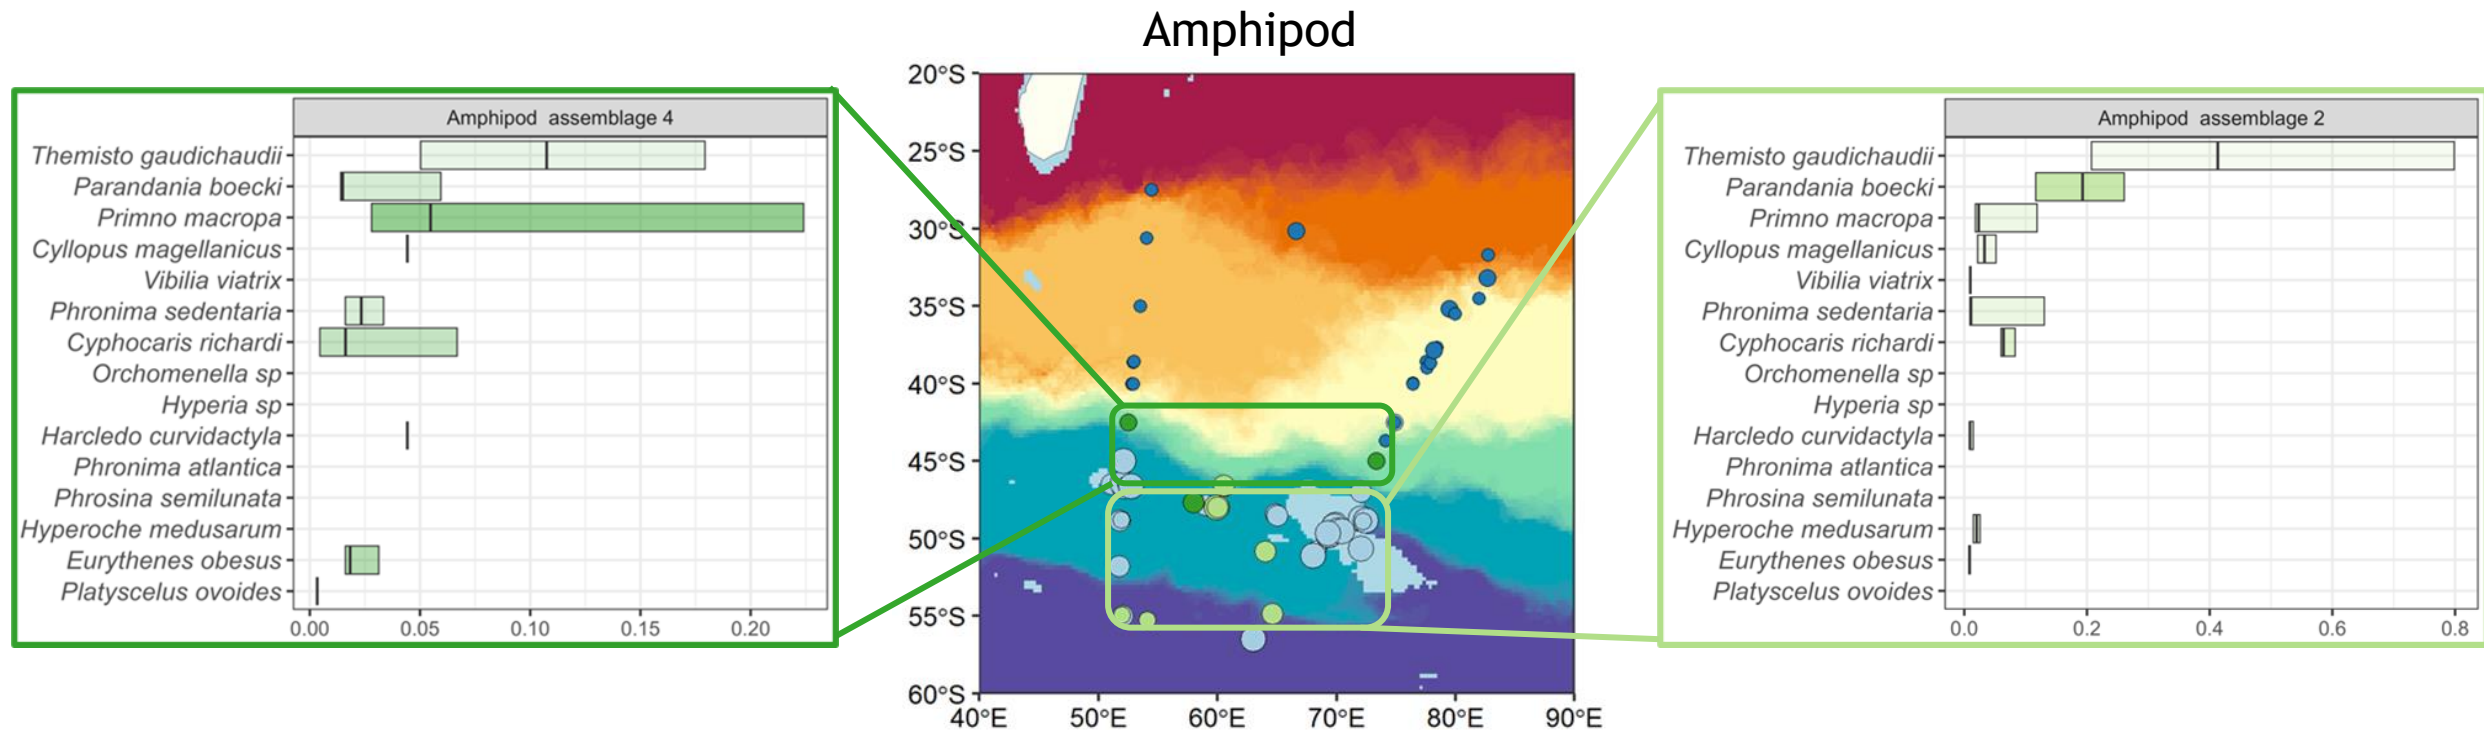 Amphipod
Amphipod assemblage 4
Themisto gaudichaudii
Parandania boecki
Primno macropa
Cyllopus magellanicus
Vibilia viatrix
Phronima sedentaria
Cyphocaris richardi
Orchomenella sp
Hyperia sp
Harcledo curvidactyla
Phronima atlantica
Phrosina semilunata
Hyperoche medusarum
Eurythenes obesus
Platyscelus ovoides
0.00 0.05 0.10 0.15 0.20
20°S
25°S
30°S
35°S
40°S
45°S
50°S
55°S
60°S
40°E 50°E 60°E 70°E 80°E 90°E
Amphipod assemblage 2
Themisto gaudichaudii
Parandania boecki
Primno macropa
Cyllopus magellanicus
Vibilia viatrix
Phronima sedentaria
Cyphocaris richardi
Orchomenella sp
Hyperia sp
Harcledo curvidactyla
Phronima atlantica
Phrosina semilunata
Hyperoche medusarum
Eurythenes obesus
Platyscelus ovoides
0.0 0.2 0.4 0.6 0.8